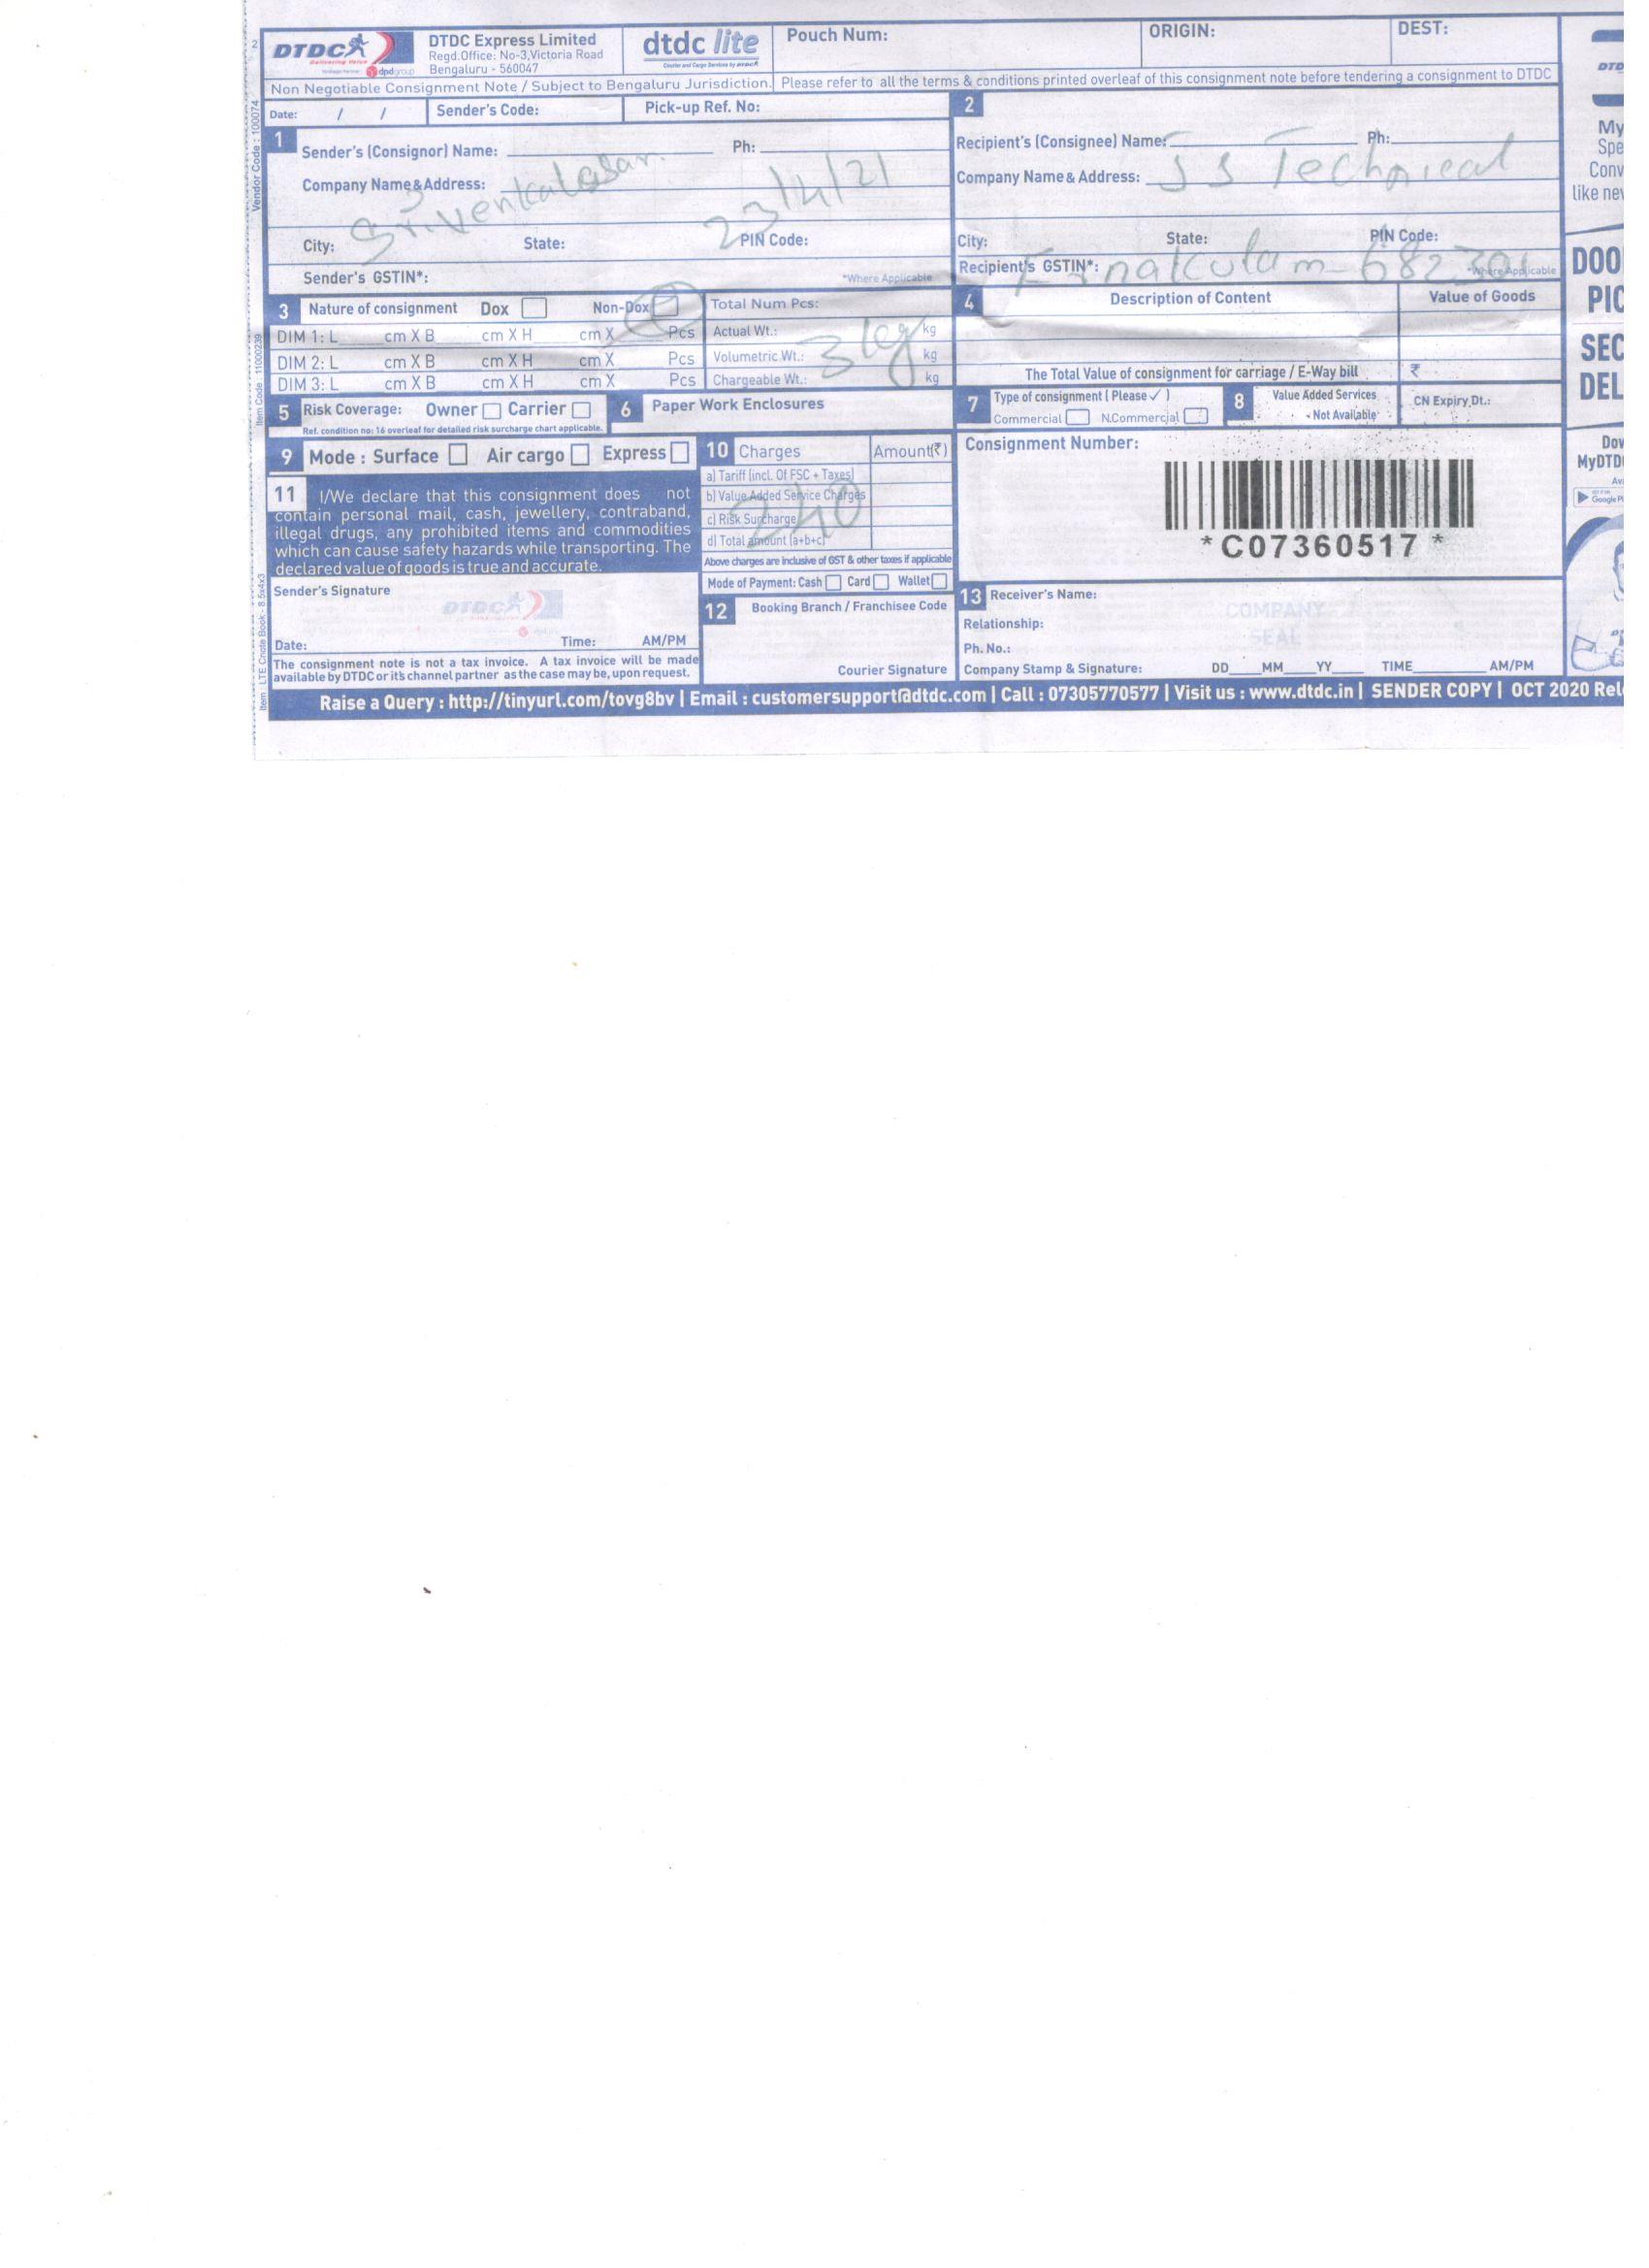 DTDC
Delivering Value
dpdgroup
DTDC Express Limited
Regd.Office: No-3,Victoria Road
Bengaluru - 560047
dtdc lite
Courier and Cargo Services by DTDC
Pouch Num:
ORIGIN:
DEST:
Non Negotiable Consignment Note / Subject to Bengaluru Jurisdiction.
Please refer to all the terms & conditions printed overleaf of this consignment note before tendering a consignment to DTDC
Date: / /
Sender's Code:
Pick-up Ref. No:
1
Sender's (Consignor) Name:
Ph:
Company Name&Address:
Sri Venkatesan
23/4/21
City: State: PIN Code:
Sender's GSTIN*: *Where Applicable
2
Recipient's (Consignee) Name: Ph:
Company Name & Address: S S Technical
City: State: PIN Code:
Recipient's GSTIN*: *Where Applicable
Ernalculam - 682301
3 Nature of consignment Dox Non-Dox
DIM 1: L cm X B cm X H cm X Pcs
DIM 2: L cm X B cm X H cm X Pcs
DIM 3: L cm X B cm X H cm X Pcs
Total Num Pcs:
Actual Wt.: kg
Volumetric Wt.: kg
Chargeable Wt.: kg
3 kg
4 Description of Content Value of Goods
The Total Value of consignment for carriage / E-Way bill ₹
5 Risk Coverage: Owner Carrier
Ref. condition no: 16 overleaf for detailed risk surcharge chart applicable.
6 Paper Work Enclosures
7 Type of consignment ( Please ✓ )
Commercial N.Commercial
8 Value Added Services
- Not Available
CN Expiry Dt.:
9 Mode : Surface Air cargo Express
10 Charges Amount(₹)
a) Tariff (incl. Of FSC + Taxes)
b) Value Added Service Charges
c) Risk Surcharge
d) Total amount (a+b+c)
240
Above charges are inclusive of GST & other taxes if applicable
Mode of Payment: Cash Card Wallet
11 I/We declare that this consignment does not
contain personal mail, cash, jewellery, contraband,
illegal drugs, any prohibited items and commodities
which can cause safety hazards while transporting. The
declared value of goods is true and accurate.
Sender's Signature
DTDC
Date: Time: AM/PM
The consignment note is not a tax invoice. A tax invoice will be made
available by DTDC or it's channel partner as the case may be, upon request.
12 Booking Branch / Franchisee Code
Courier Signature
Consignment Number:
*C07360517*
13 Receiver's Name:
Relationship:
Ph. No.:
COMPANY
SEAL
Company Stamp & Signature: DD MM YY TIME AM/PM
Raise a Query : http://tinyurl.com/tovg8bv | Email : customersupport@dtdc.com | Call : 07305770577 | Visit us : www.dtdc.in | SENDER COPY | OCT 2020 Rel
Vendor Code : 100074
Item Code : 11000239
Item LTE Cnote Book - 8.5x4x3
2
DTD
My
Spe
Conv
like new
DOO
PIC
SEC
DEL
Dow
MyDTD
Ava
Google Pl